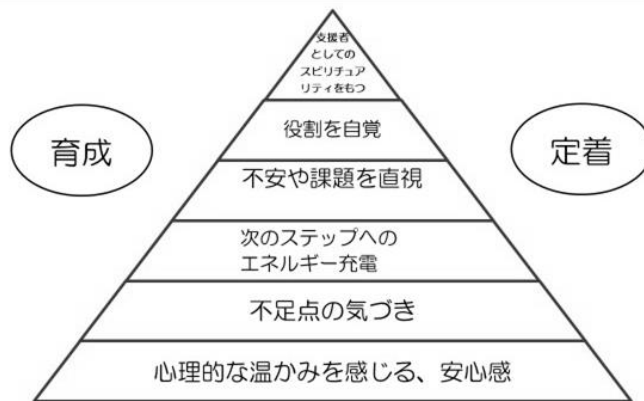 支援者
としての
スピリチュア
リティをもつ
役割を自覚
育成
定着
不安や課題を直視
次のステップへの
エネルギー充電
不足点の気づき
心理的な温かみを感じる、安心感